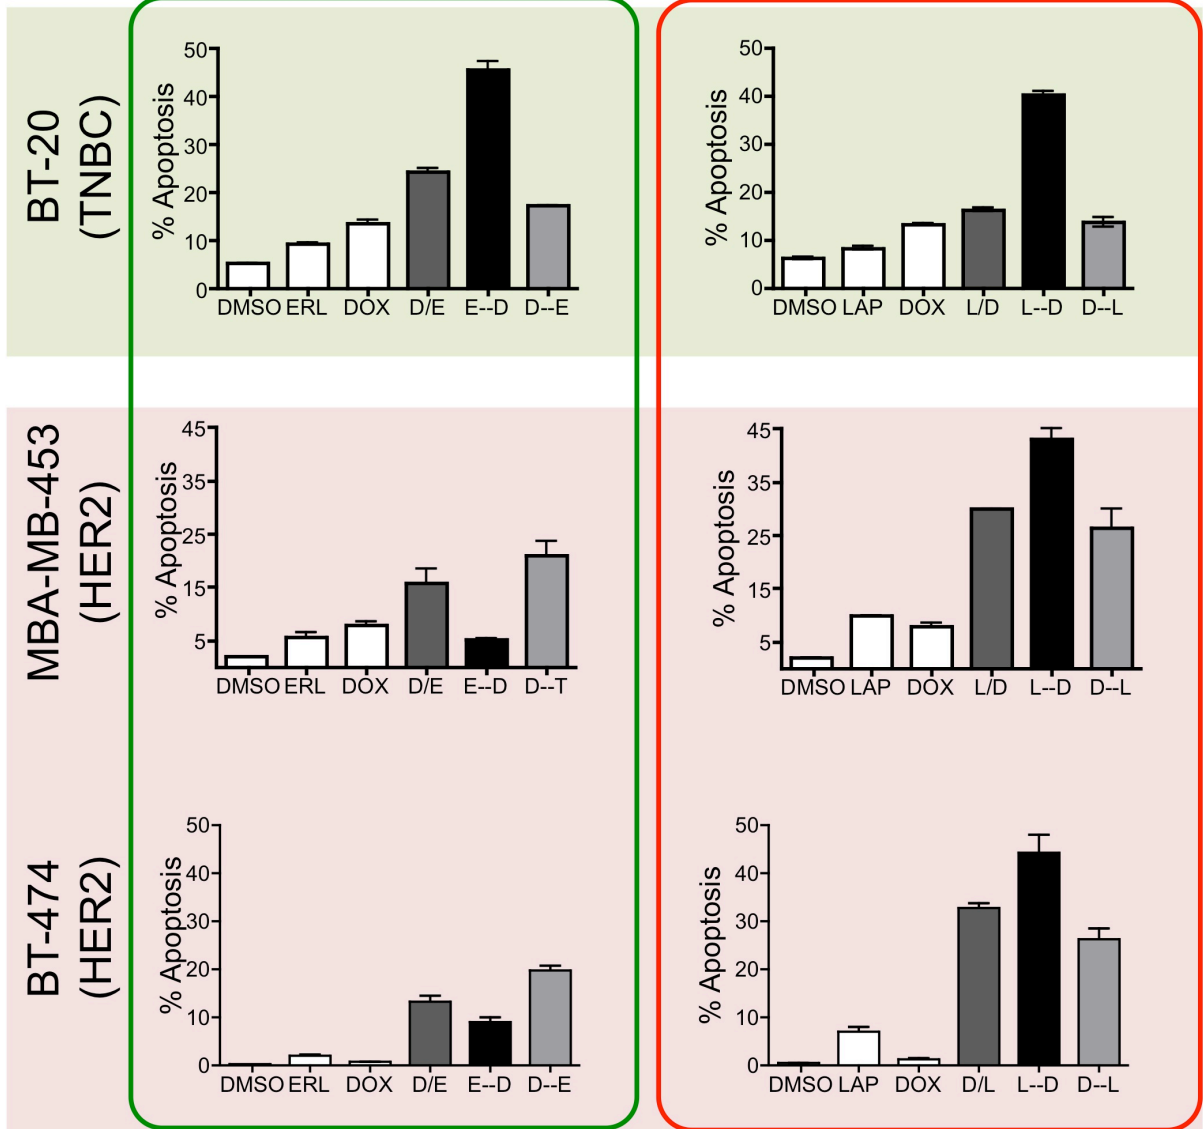 BT-20
(TNBC)
% Apoptosis
50
40
30
20
10
0
DMSO ERL DOX D/E E--D D--E
% Apoptosis
50
40
30
20
10
0
DMSO LAP DOX L/D L--D D--L
MBA-MB-453
(HER2)
% Apoptosis
45
35
25
15
5
DMSO ERL DOX D/E E--D D--T
% Apoptosis
45
35
25
15
5
DMSO LAP DOX L/D L--D D--L
BT-474
(HER2)
% Apoptosis
50
40
30
20
10
0
DMSO ERL DOX D/E E--D D--E
% Apoptosis
50
40
30
20
10
0
DMSO LAP DOX D/L L--D D--L